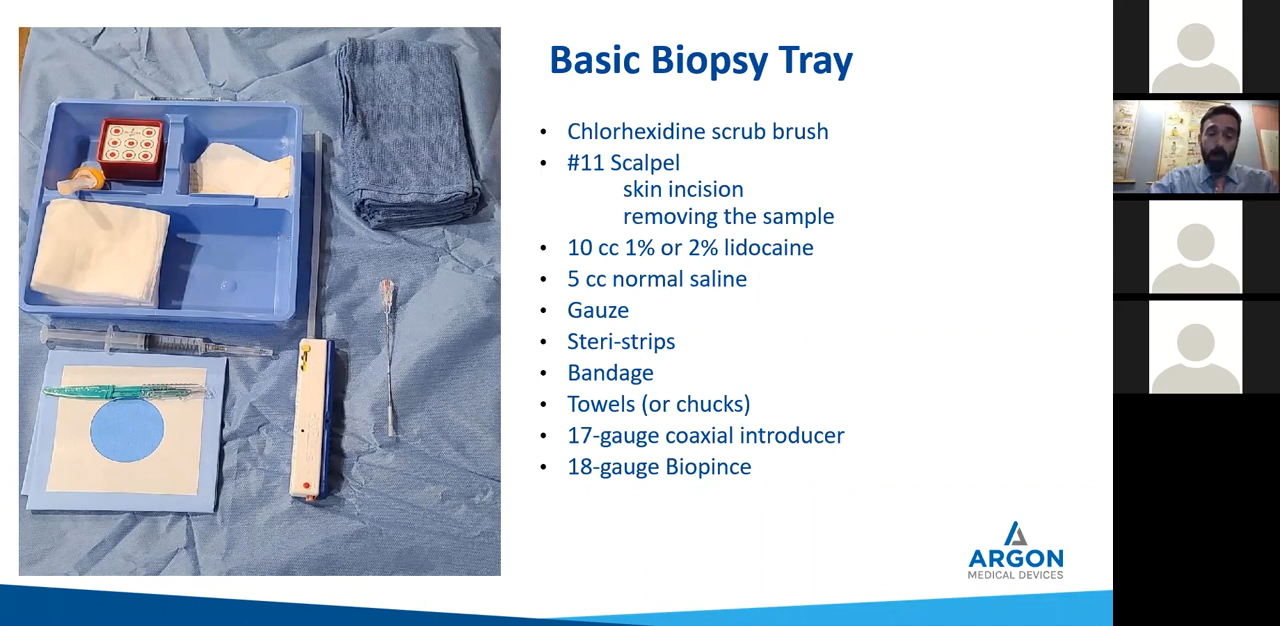 Basic Biopsy Tray
• Chlorhexidine scrub brush
• #11 Scalpel
skin incision
removing the sample
• 10 cc 1% or 2% lidocaine
• 5 cc normal saline
• Gauze
• Steri-strips
• Bandage
• Towels (or chucks)
• 17-gauge coaxial introducer
• 18-gauge Biopince
ARGON
MEDICAL DEVICES